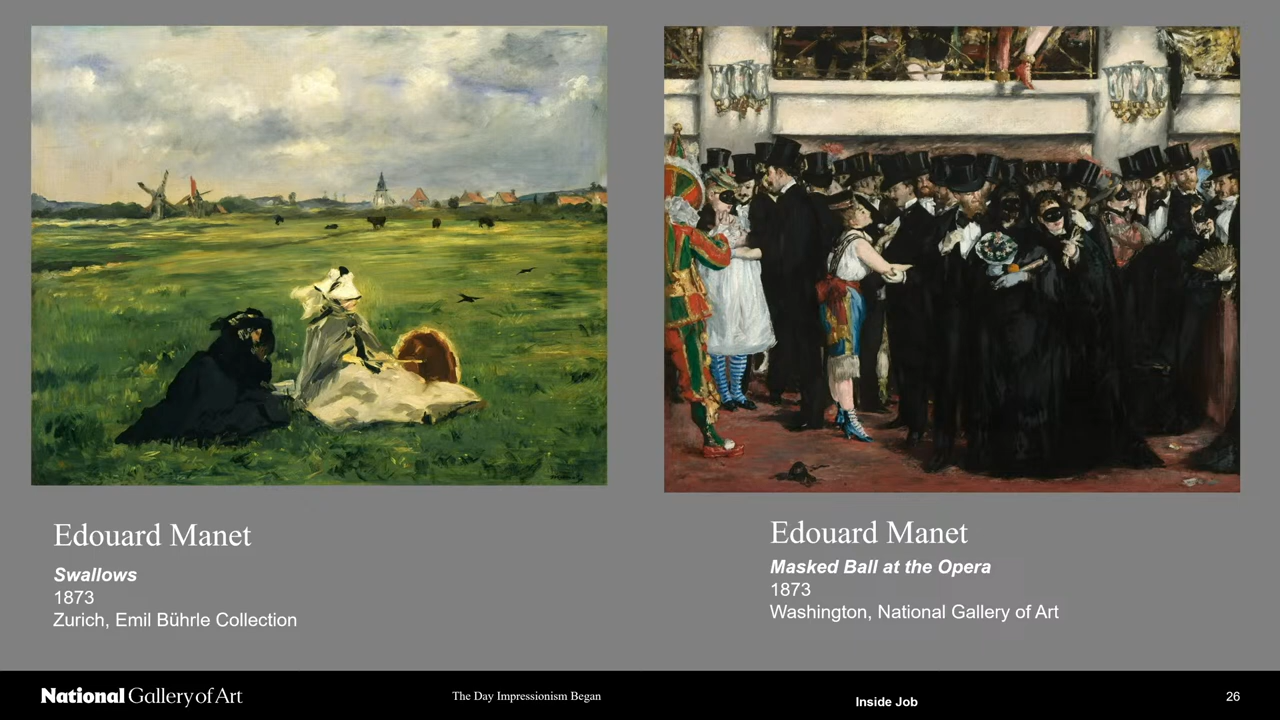 Edouard Manet
Swallows
1873
Zurich, Emil Bührle Collection
Edouard Manet
Masked Ball at the Opera
1873
Washington, National Gallery of Art
National Gallery of Art
The Day Impressionism Began
Inside Job
26